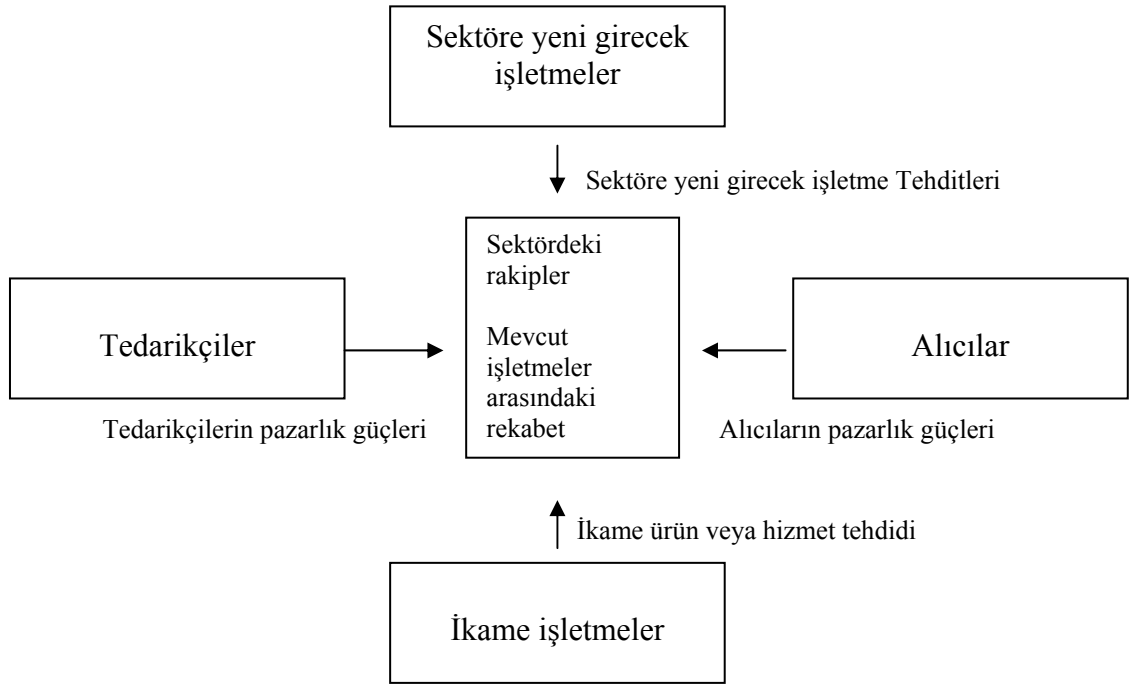 Sektöre yeni girecek
işletmeler
Sektöre yeni girecek işletme Tehditleri
Sektördeki
rakipler
Mevcut
işletmeler
arasındaki
rekabet
Tedarikçiler
Tedarikçilerin pazarlık güçleri
Alıcılar
Alıcıların pazarlık güçleri
İkame ürün veya hizmet tehdidi
İkame işletmeler